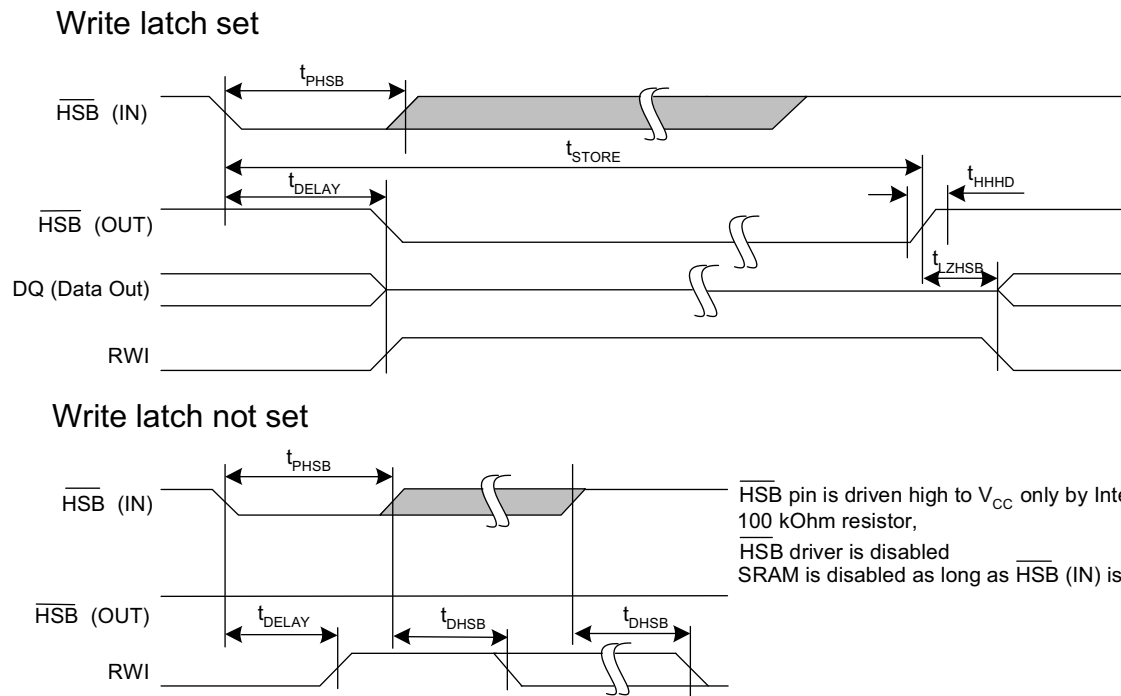 Write latch set
tPHSB
HSB (IN)
tSTORE
tDELAY
tHHHD
HSB (OUT)
tLZHSB
DQ (Data Out)
RWI
Write latch not set
tPHSB
HSB (IN)
HSB pin is driven high to VCC only by
100 kOhm resistor,
HSB driver is disabled
SRAM is disabled as long as HSB (IN) is
HSB (OUT)
tDELAY
tDHSB
tDHSB
RWI